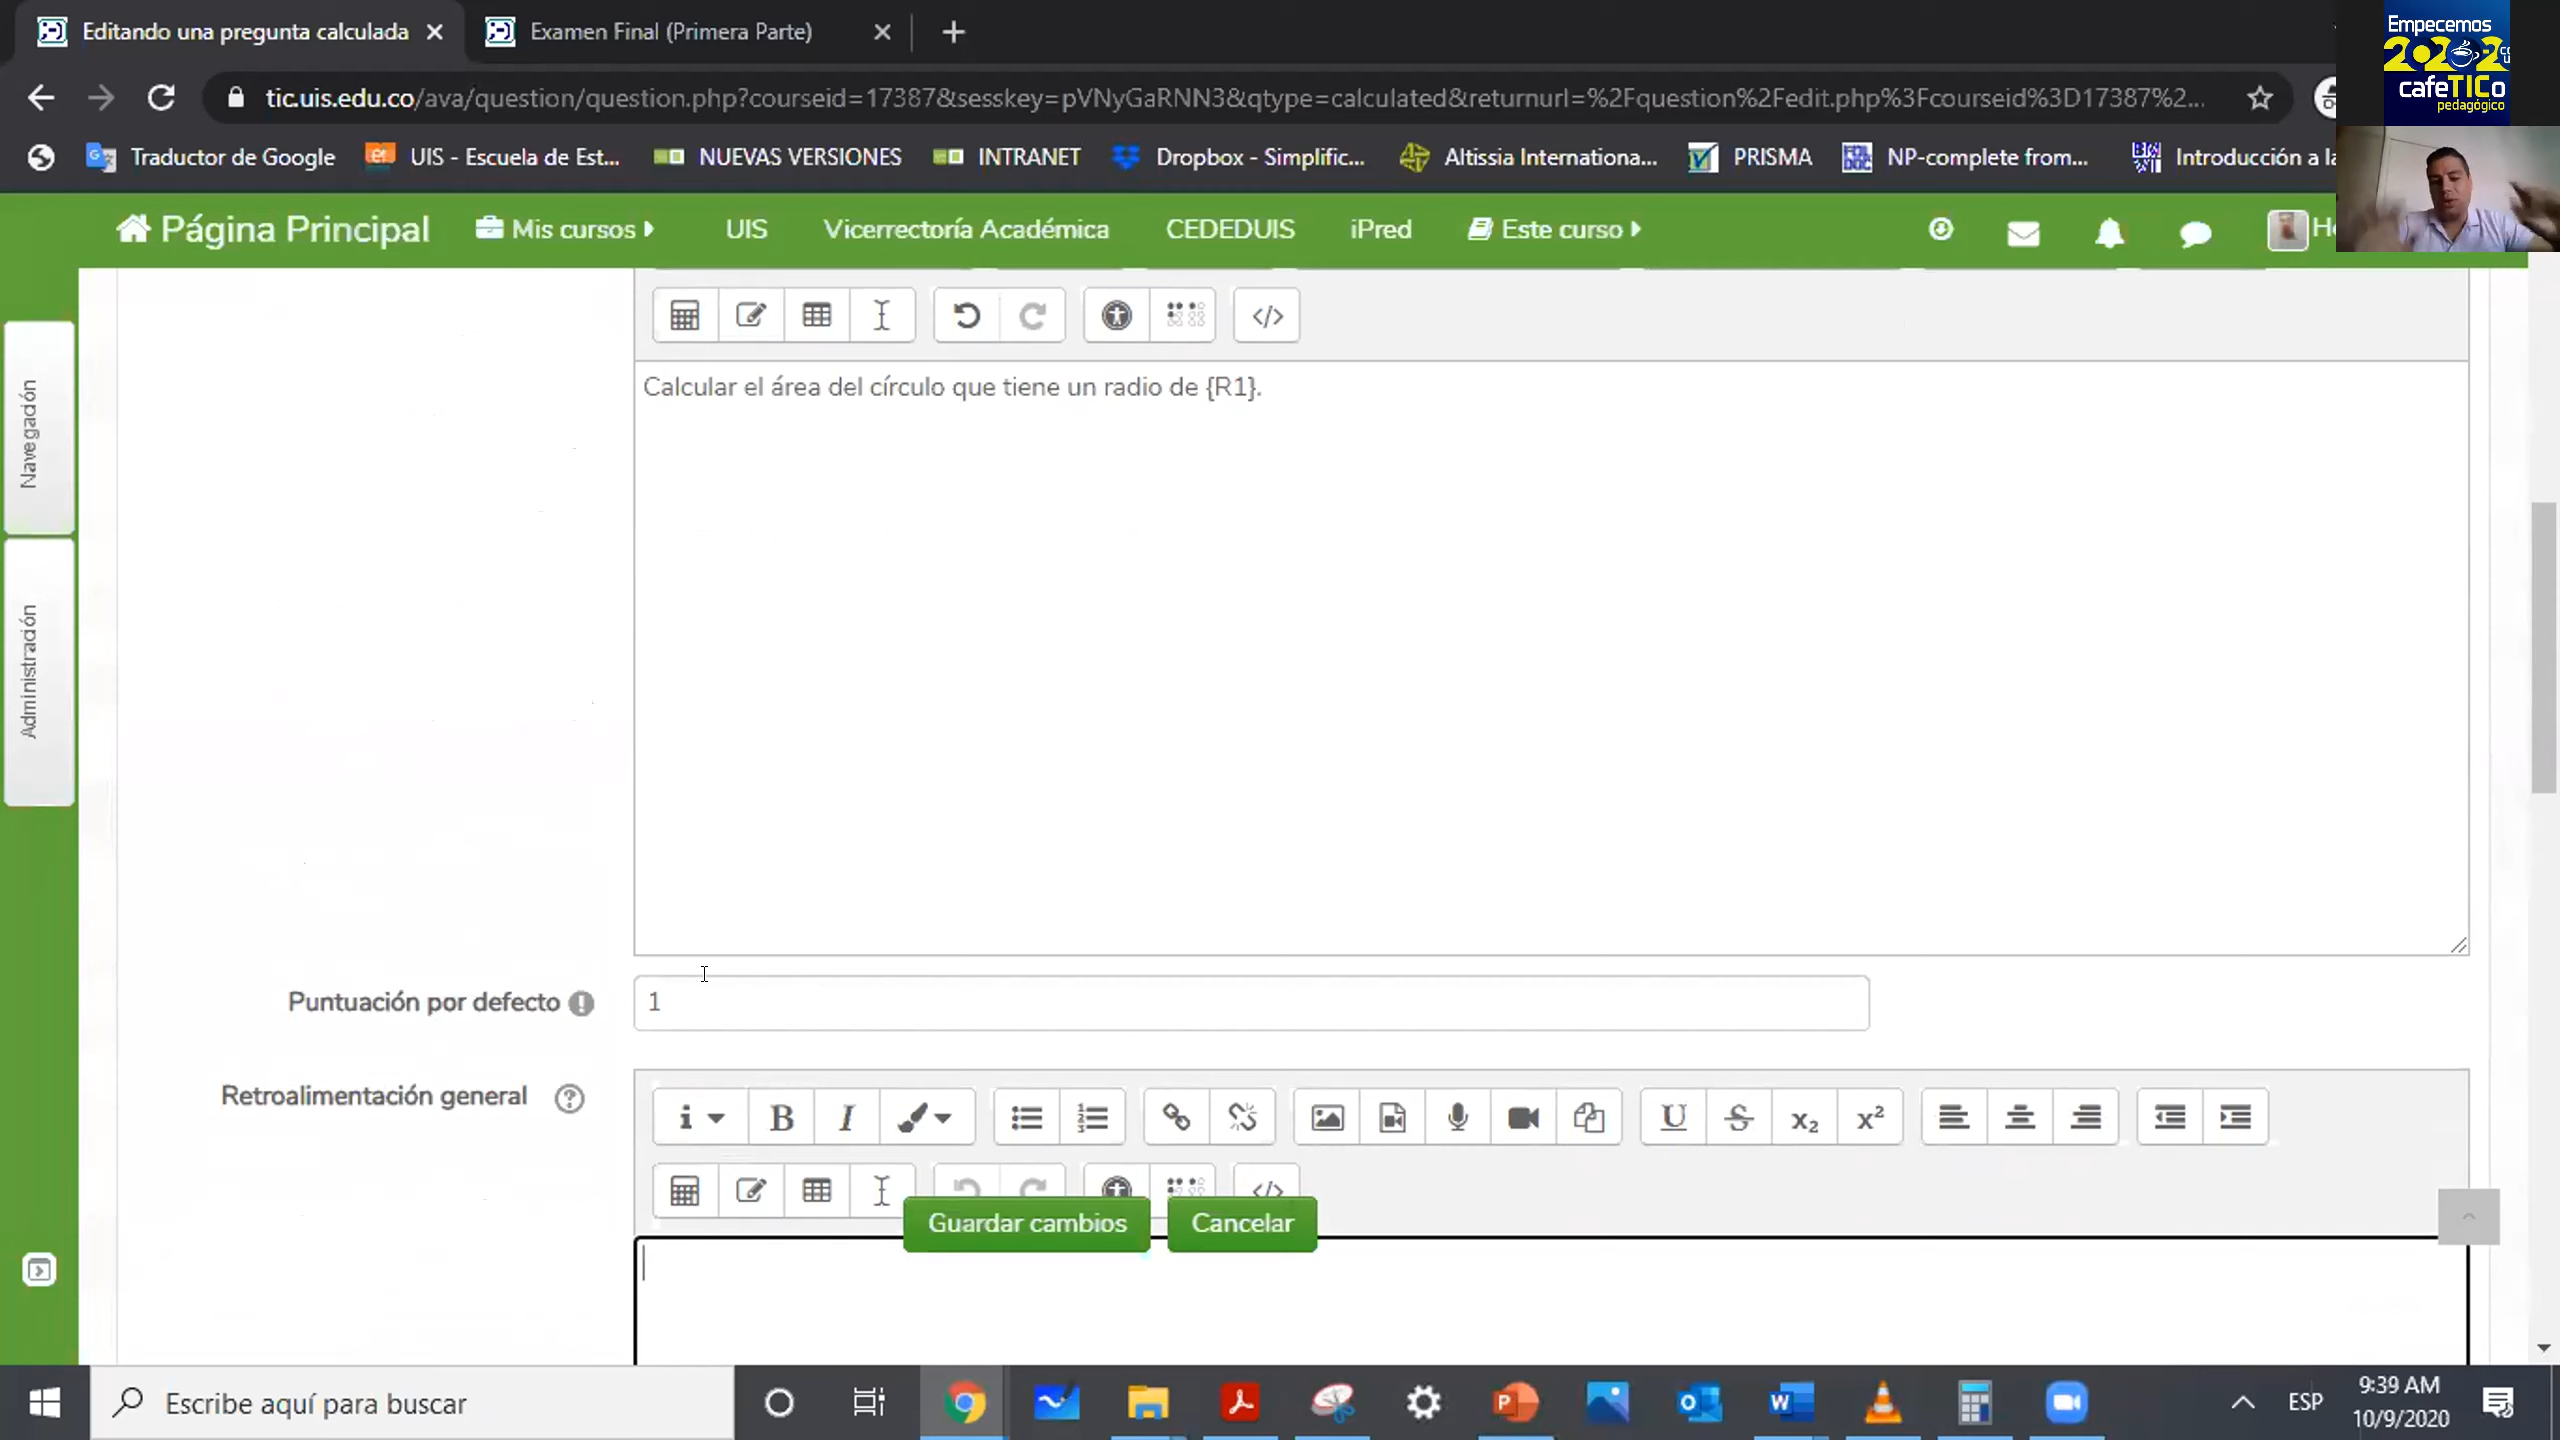 Editando una pregunta calculada
Examen Final (Primera Parte)
Empecemos
2020-2
cafeTICo
pedagógico
tic.uis.edu.co/ava/question/question.php?courseid=17387&sesskey=pVNyGaRNN3&qtype=calculated&returnurl=%2Fquestion%2Fedit.php%3Fcourseid%3D17387%2...
Traductor de Google
UIS - Escuela de Est...
NUEVAS VERSIONES
INTRANET
Dropbox - Simplific...
Altissia Internationa...
PRISMA
NP-complete from...
Introducción a la
Página Principal
Mis cursos
UIS
Vicerrectoría Académica
CEDEDUIS
iPred
Este curso
Navegación
Administración
Calcular el área del círculo que tiene un radio de {R1}.
Puntuación por defecto
1
Retroalimentación general
Guardar cambios
Cancelar
Escribe aquí para buscar
ESP
9:39 AM
10/9/2020